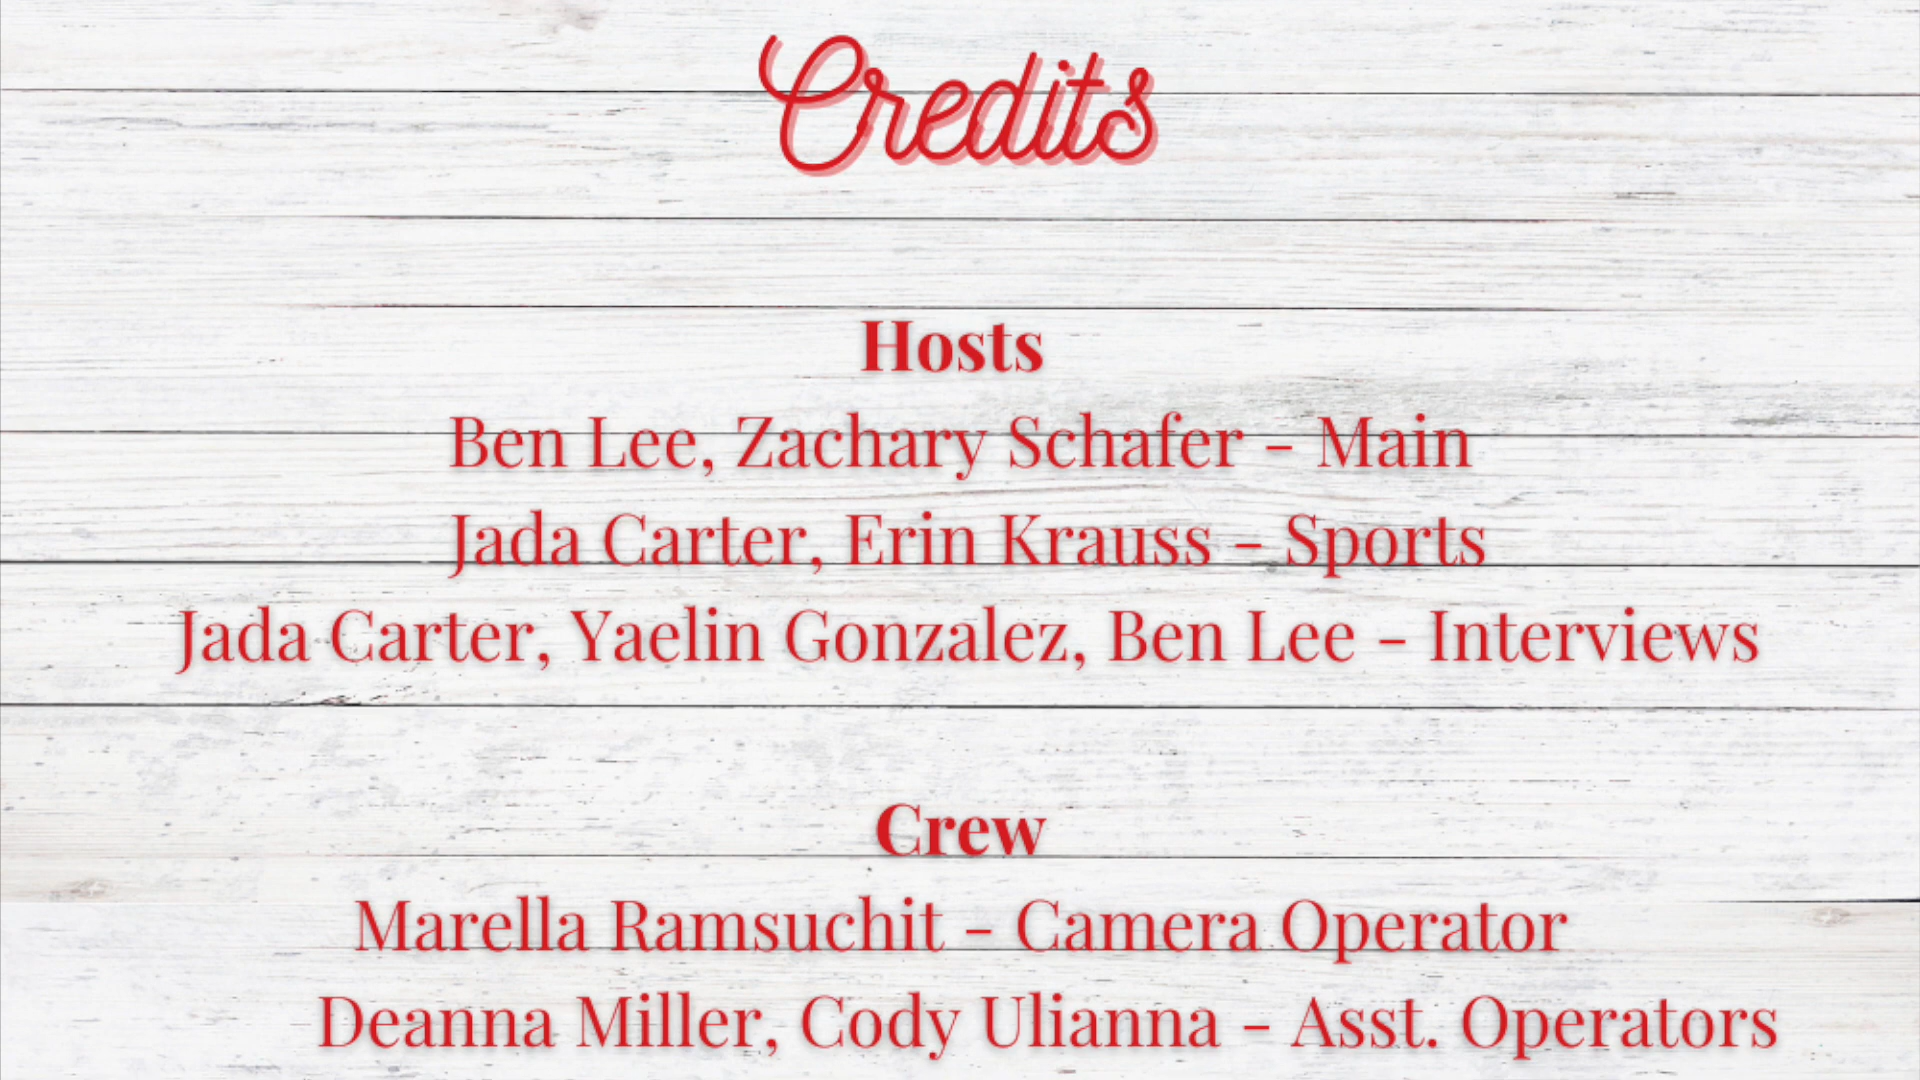 Credits
Hosts
Ben Lee, Zachary Schafer - Main
Jada Carter, Erin Krauss - Sports
Jada Carter, Yaelin Gonzalez, Ben Lee - Interviews
Crew
Marella Ramsuchit - Camera Operator
Deanna Miller, Cody Ulianna - Asst. Operators